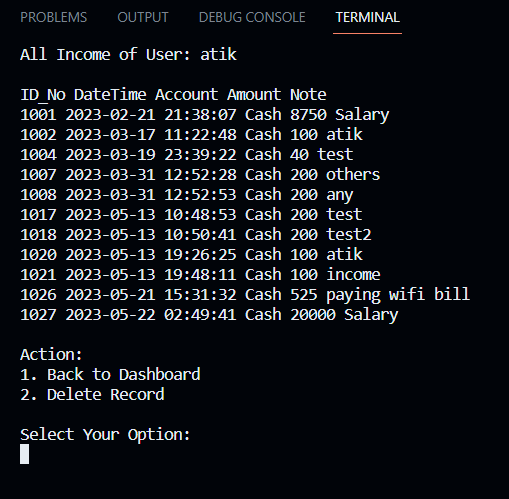 PROBLEMS OUTPUT DEBUG CONSOLE TERMINAL
All Income of User: atik
ID_No DateTime Account Amount Note
1001 2023-02-21 21:38:07 Cash 8750 Salary
1002 2023-03-17 11:22:48 Cash 100 atik
1004 2023-03-19 23:39:22 Cash 40 test
1007 2023-03-31 12:52:28 Cash 200 others
1008 2023-03-31 12:52:53 Cash 200 any
1017 2023-05-13 10:48:53 Cash 200 test
1018 2023-05-13 10:50:41 Cash 200 test2
1020 2023-05-13 19:26:25 Cash 100 atik
1021 2023-05-13 19:48:11 Cash 100 income
1026 2023-05-21 15:31:32 Cash 525 paying wifi bill
1027 2023-05-22 02:49:41 Cash 20000 Salary
Action:
1. Back to Dashboard
2. Delete Record
Select Your Option: